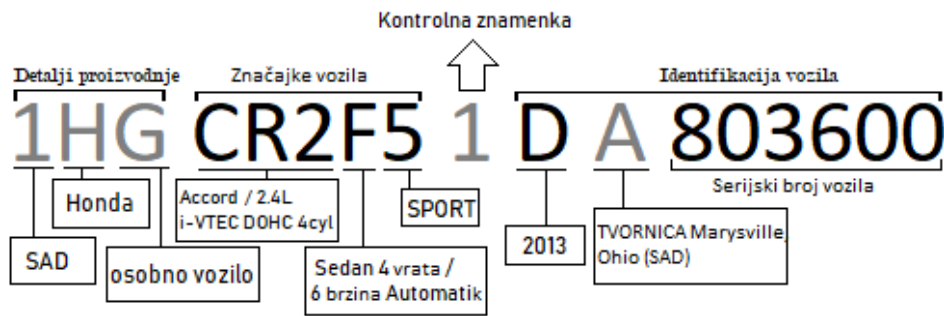 Kontrolna znamenka
Detalji proizvodnje
Značajke vozila
Identifikacija vozila
1HG CR2F5 1 D A 803600
Serijski broj vozila
Honda
Accord / 2.4L
i-VTEC DOHC 4cyl
SPORT
TVORNICA Marysville,
Ohio (SAD)
2013
SAD
osobno vozilo
Sedan 4 vrata /
6 brzina Automatik